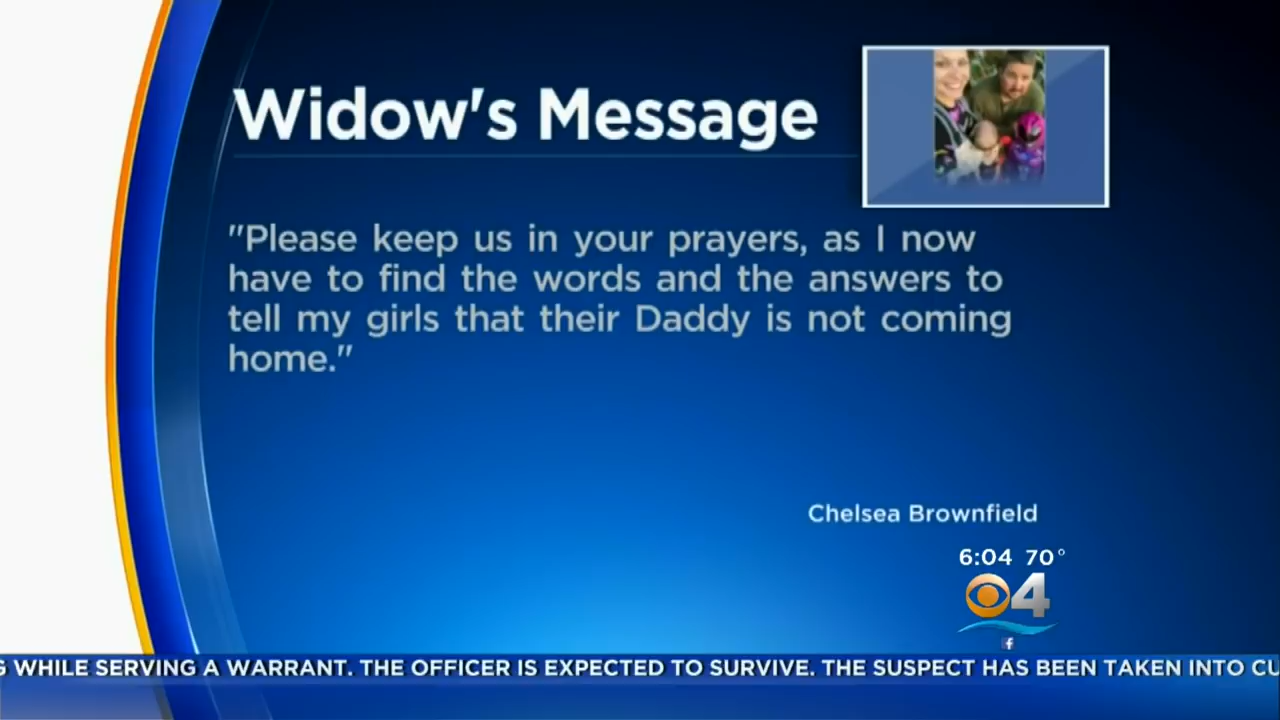 Widow's Message
"Please keep us in your prayers, as I now
have to find the words and the answers to
tell my girls that their Daddy is not coming
home."
Chelsea Brownfield
6:04 70°
4
f
G WHILE SERVING A WARRANT. THE OFFICER IS EXPECTED TO SURVIVE. THE SUSPECT HAS BEEN TAKEN INTO CU